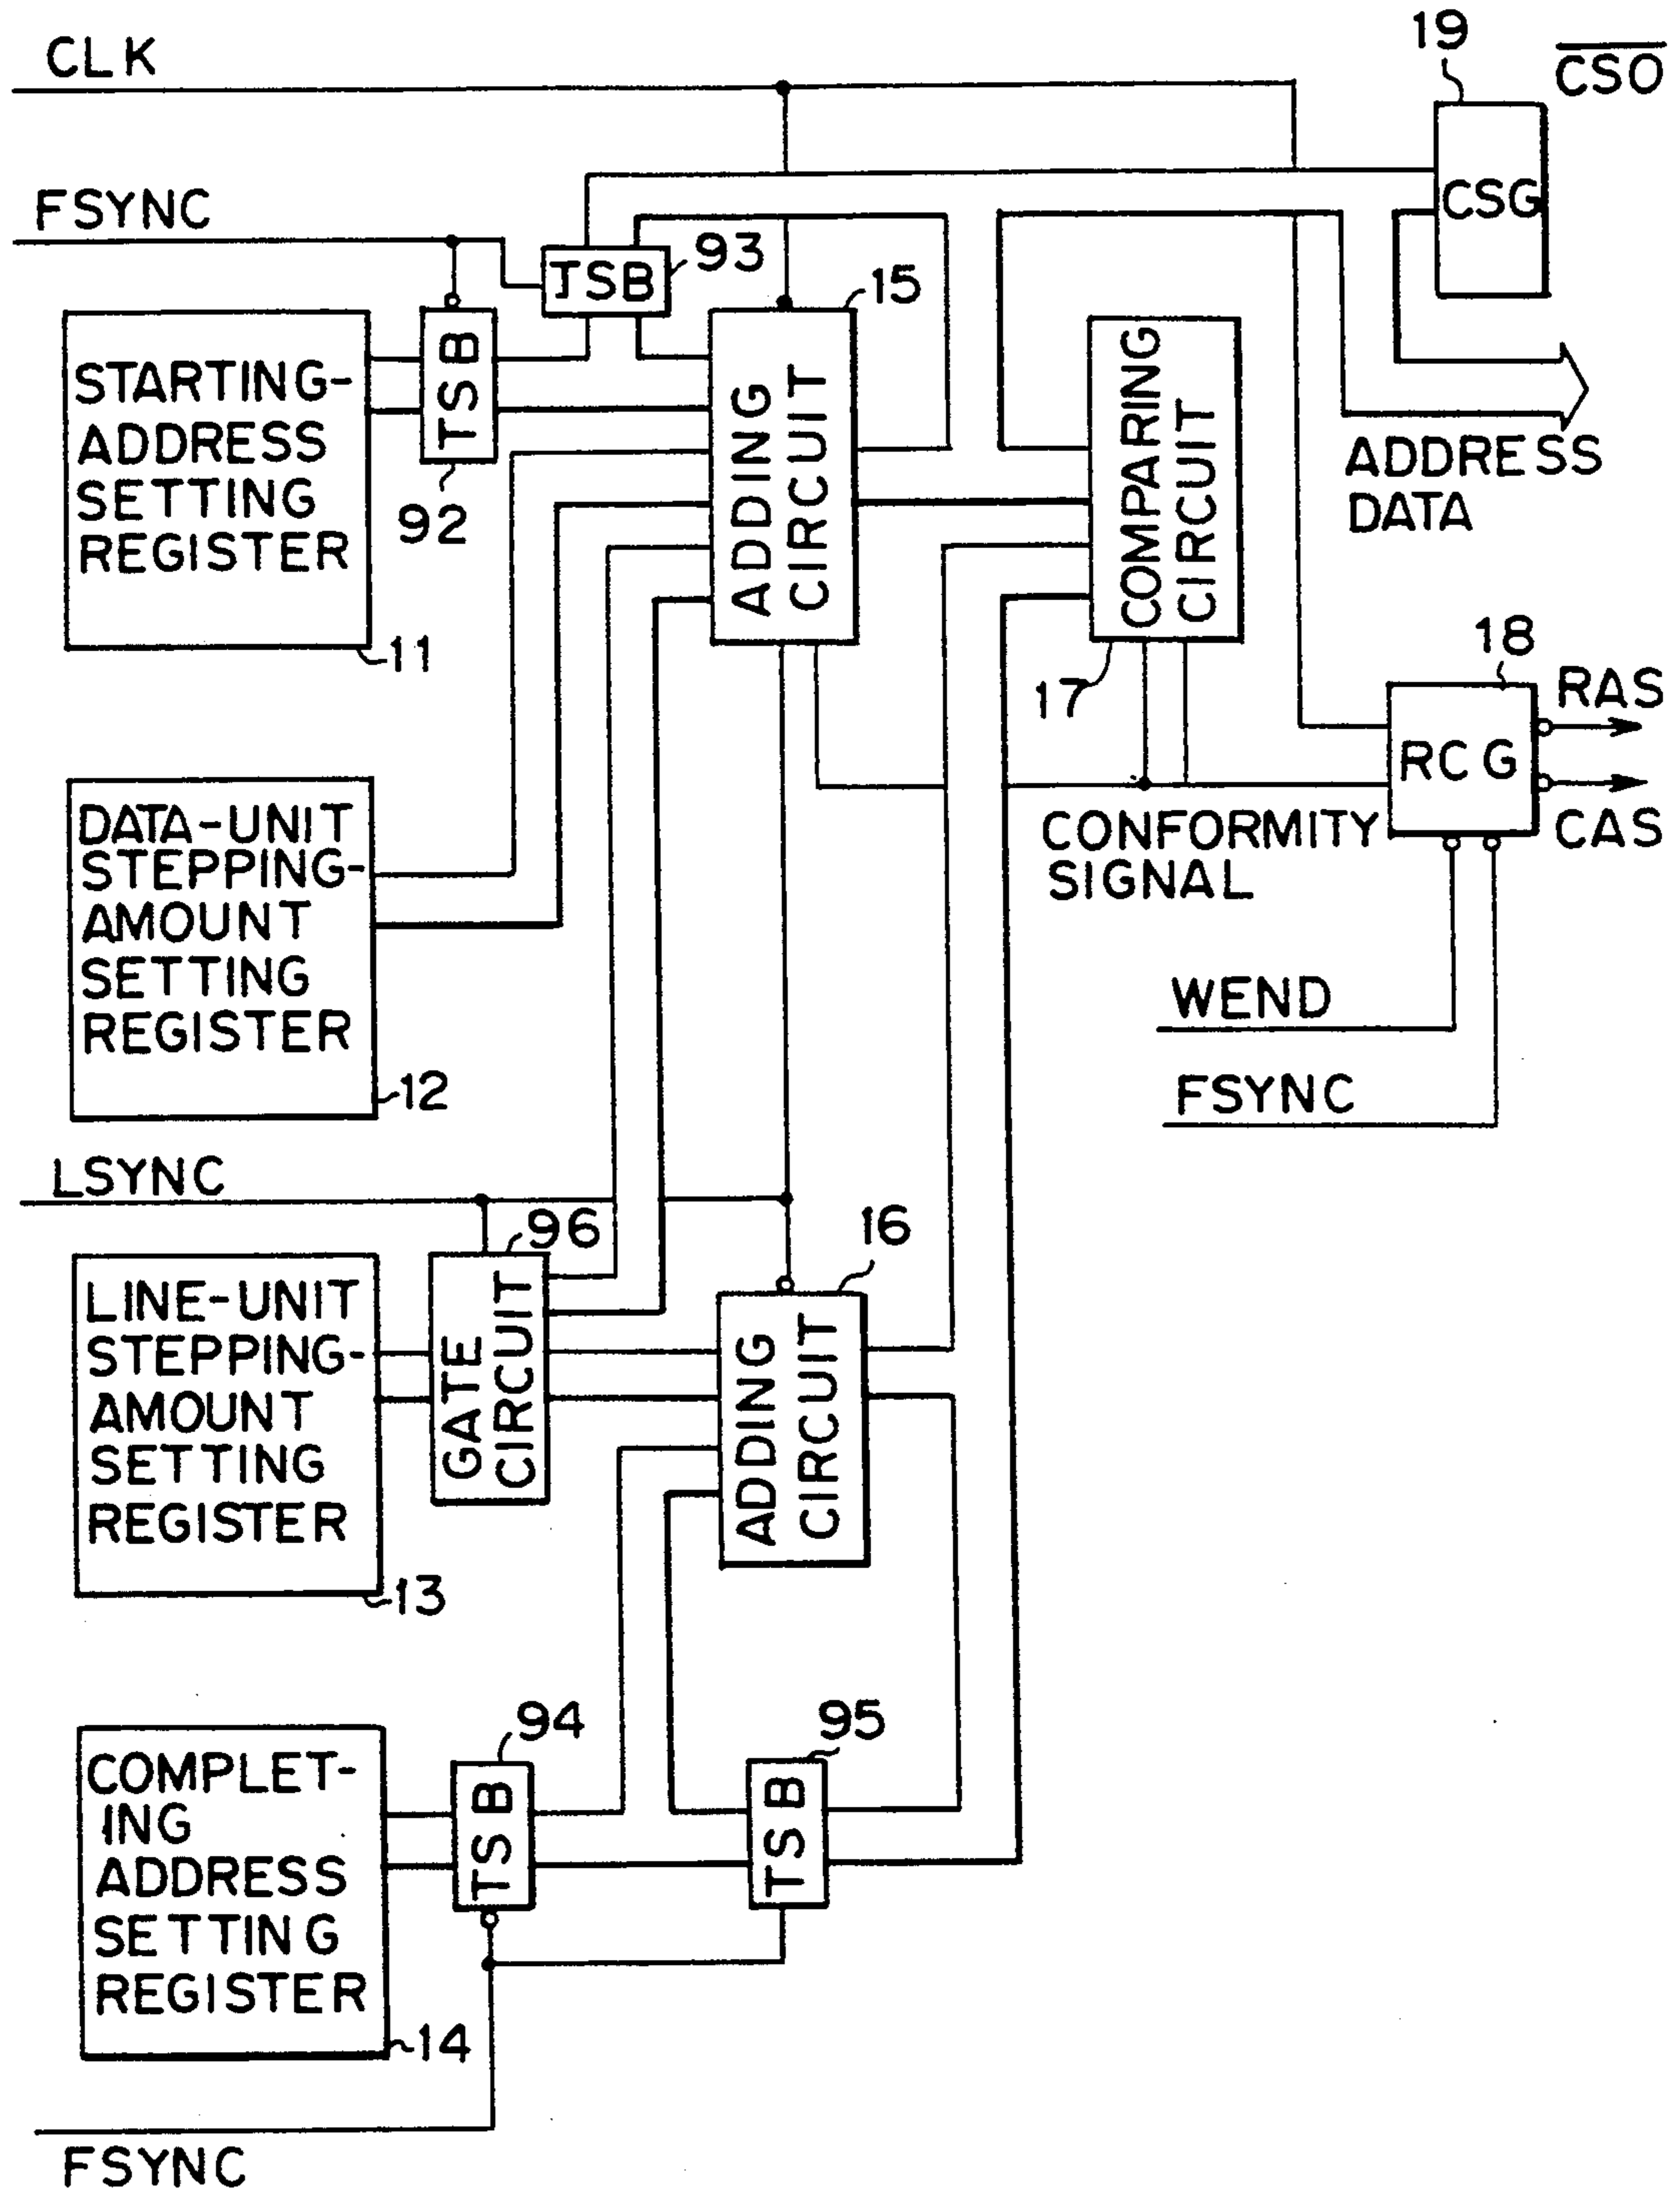 CLK
19
CSO
CSG
FSYNC
TSB
93
15
STARTING-
ADDRESS
SETTING
REGISTER
11
TSB
92
ADDING
CIRCUIT
COMPARING
CIRCUIT
17
ADDRESS
DATA
18
RCG
RAS
CAS
CONFORMITY
SIGNAL
WEND
FSYNC
DATA-UNIT
STEPPING-
AMOUNT
SETTING
REGISTER
12
LSYNC
96
16
LINE-UNIT
STEPPING-
AMOUNT
SETTING
REGISTER
13
GATE
CIRCUIT
ADDING
CIRCUIT
94
95
COMPLET-
ING
ADDRESS
SETTING
REGISTER
14
TSB
TSB
FSYNC